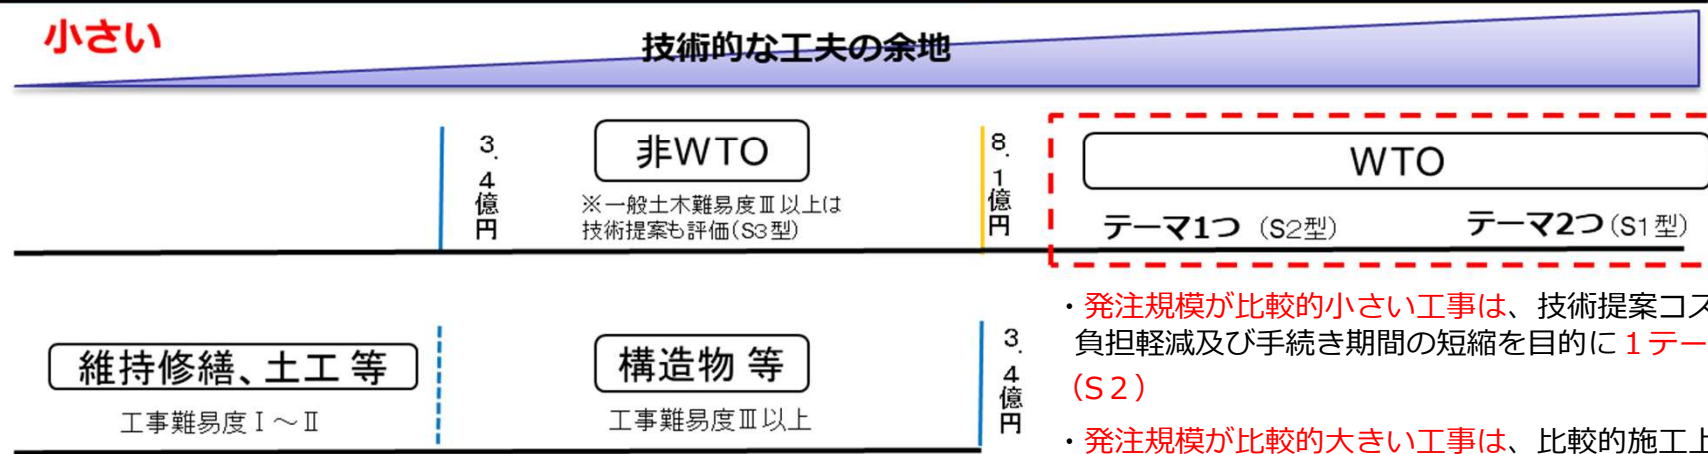 小さい
技術的な工夫の余地
3.4億円
非WTO
※一般土木難易度Ⅲ以上は
技術提案も評価(S3型)
8.1億円
WTO
テーマ1つ (S2型)
テーマ2つ(S1型)
維持修繕、土工 等
工事難易度Ⅰ～Ⅱ
構造物 等
工事難易度Ⅲ以上
3.4億円
・発注規模が比較的小さい工事は、技術提案コス
負担軽減及び手続き期間の短縮を目的に１テー
（S２）
・発注規模が比較的大きい工事は、比較的施工上